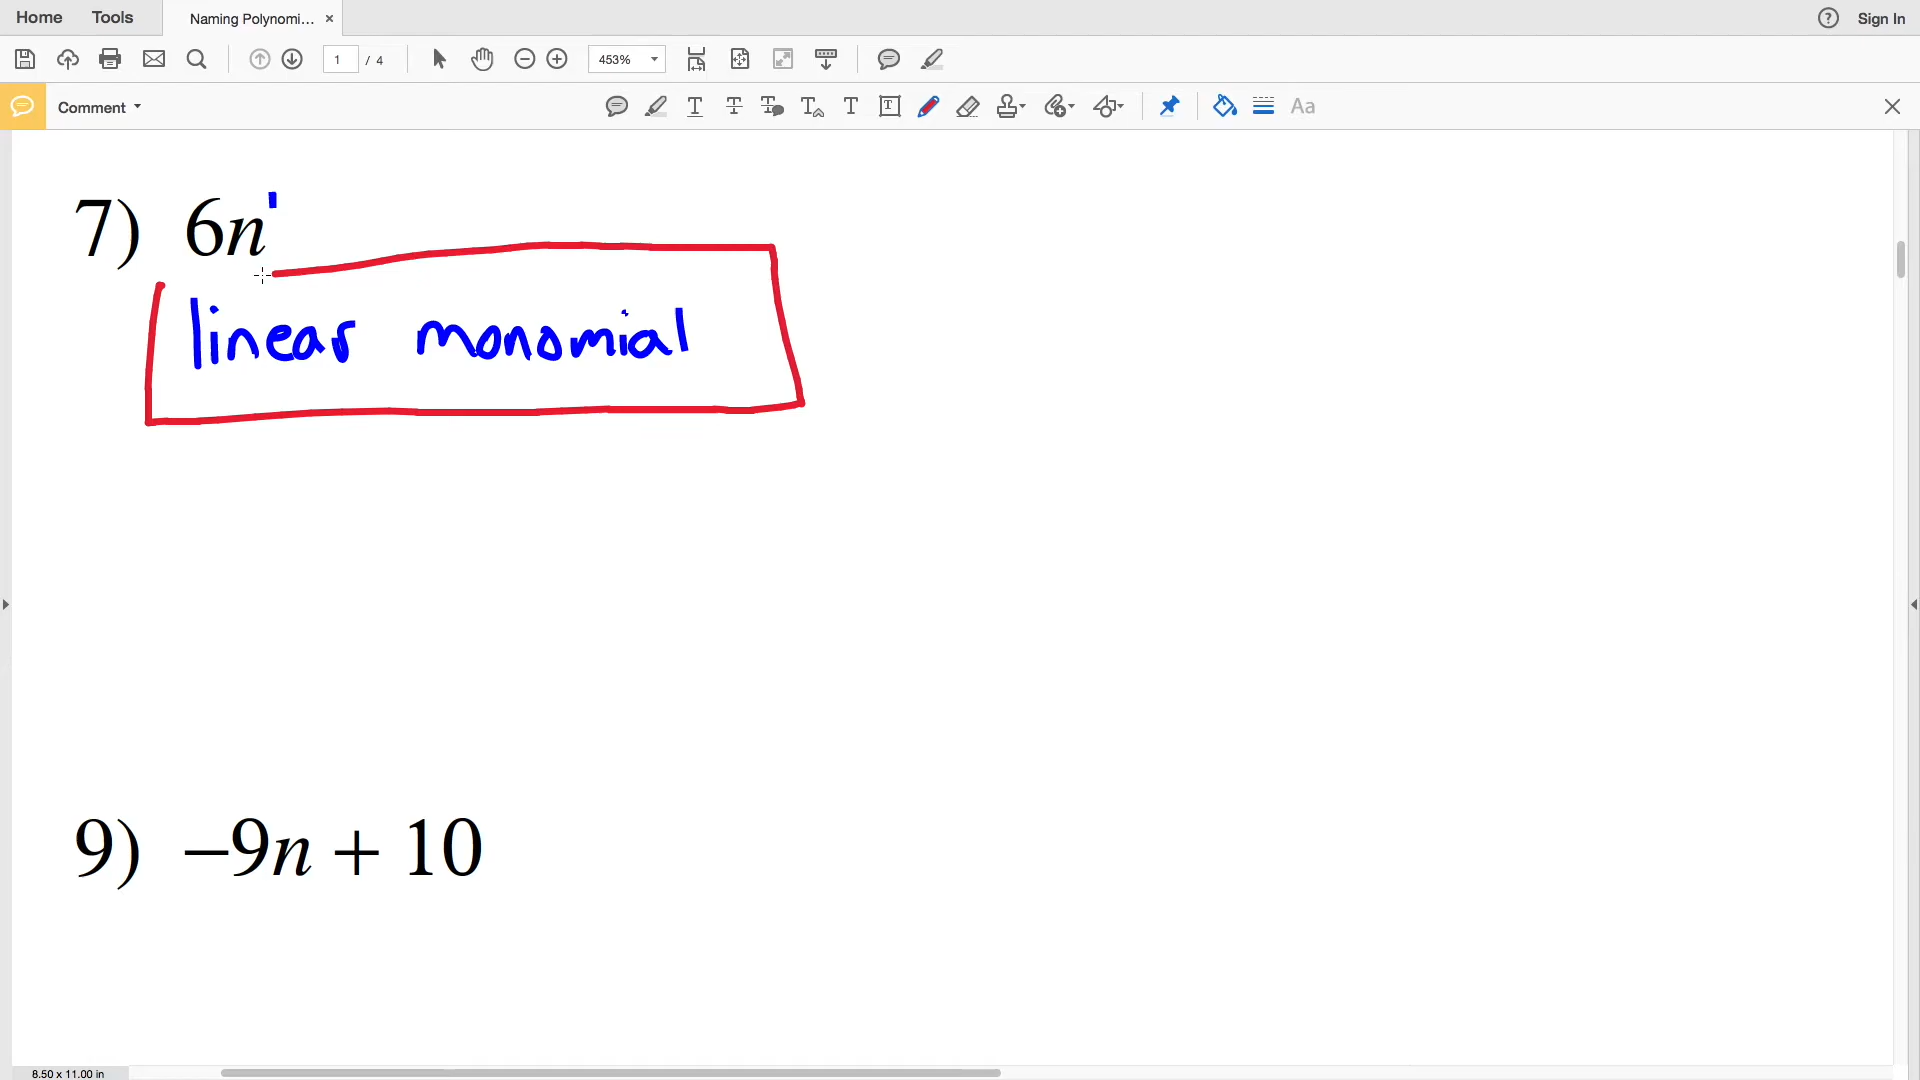 Home Tools Naming Polynomi... × ? Sign In
1 / 4 453%
Comment T T T T T T Aa
7) 6n¹
linear monomial
9) −9n + 10
8.50 x 11.00 in